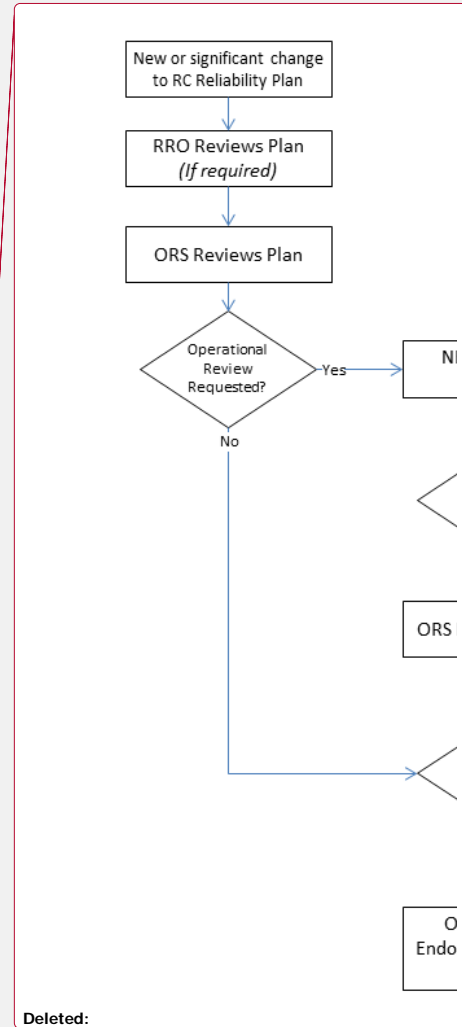 New or significant change
to RC Reliability Plan
RRO Reviews Plan
(If required)
ORS Reviews Plan
Operational
Review
Requested?
Yes
No
ORS
Deleted: